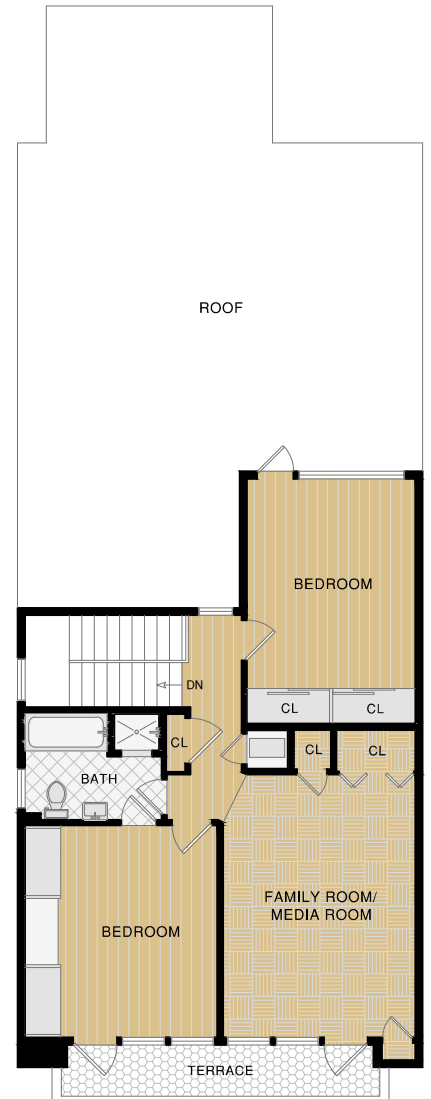 ROOF
BEDROOM
DN
CL
CL
CL
CL
CL
BATH
FAMILY ROOM/
MEDIA ROOM
BEDROOM
TERRACE